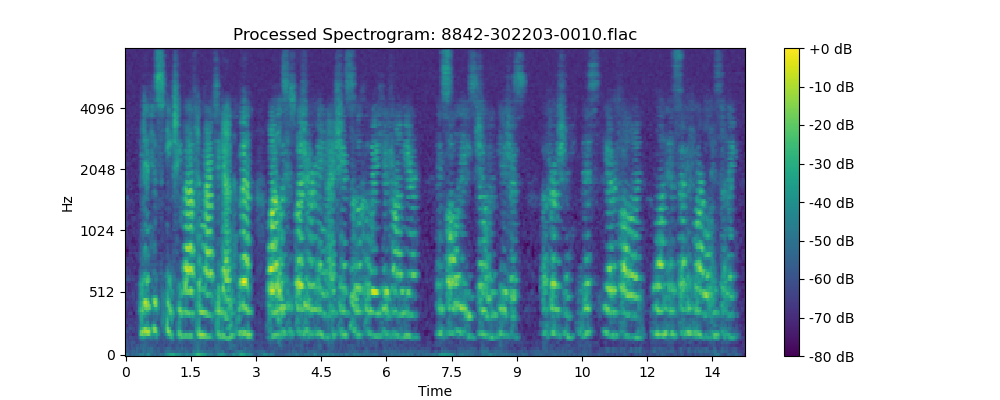 Processed Spectrogram: 8842-302203-0010.flac
Hz
4096
2048
1024
512
0
0 1.5 3 4.5 6 7.5 9 10 12 14
Time
+0 dB
-10 dB
-20 dB
-30 dB
-40 dB
-50 dB
-60 dB
-70 dB
-80 dB